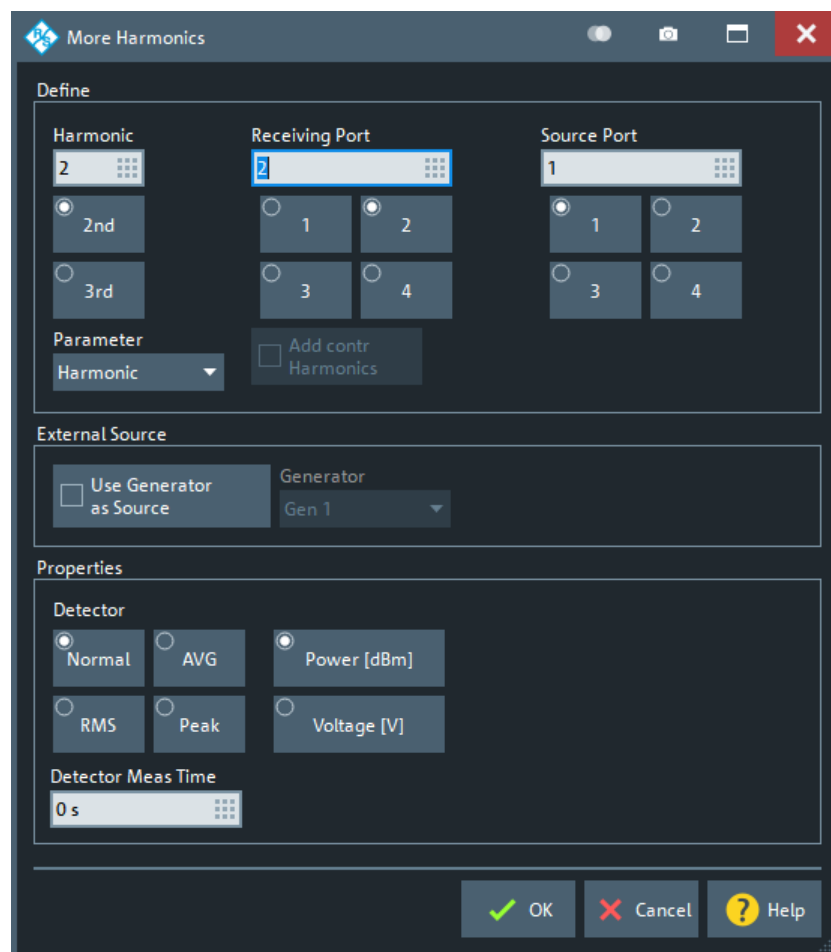 R&S More Harmonics
Define
Harmonic Receiving Port Source Port
2 2 1
2nd 1 2 1 2
3rd 3 4 3 4
Parameter
Harmonic
Add contr
Harmonics
External Source
Use Generator
as Source
Generator
Gen 1
Properties
Detector
Normal AVG Power [dBm]
RMS Peak Voltage [V]
Detector Meas Time
0 s
OK Cancel ? Help